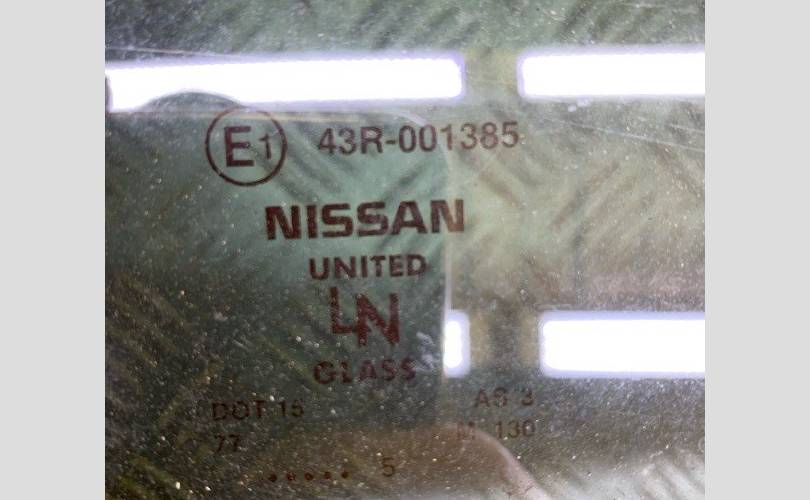 E1 43R-001385
NISSAN
UNITED
LN
GLASS
DOT 15 AS 3
77 M 130
..... 5